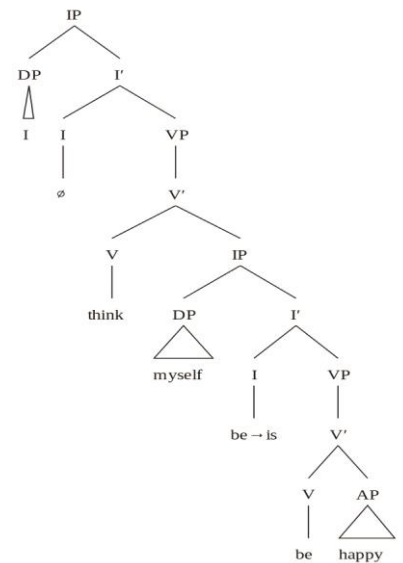 IP
DP I′
I I VP
∅ V′
V IP
think DP I′
myself I VP
be→is V′
V AP
be happy